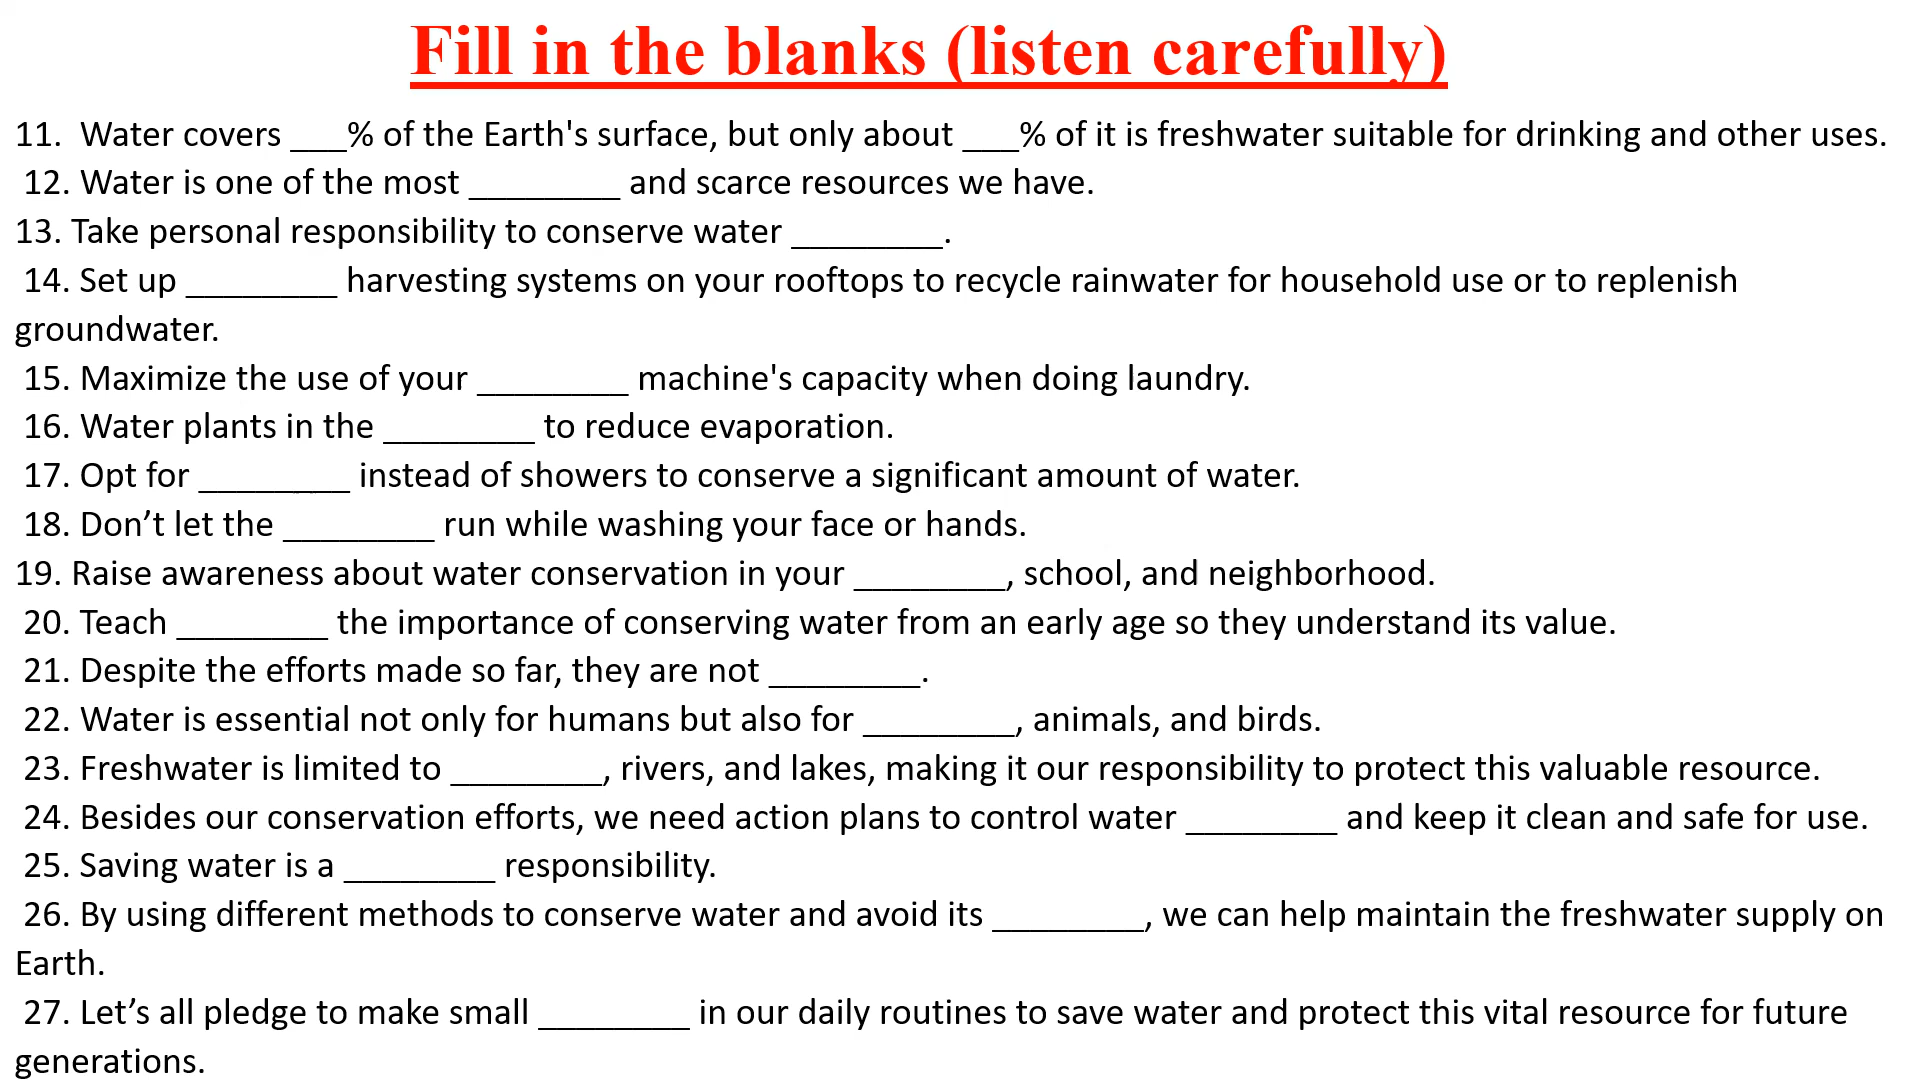 Fill in the blanks (listen carefully)
11.  Water covers ___% of the Earth's surface, but only about ___% of it is freshwater suitable for drinking and other uses.
12. Water is one of the most ________ and scarce resources we have.
13. Take personal responsibility to conserve water ________.
14. Set up ________ harvesting systems on your rooftops to recycle rainwater for household use or to replenish
groundwater.
15. Maximize the use of your ________ machine's capacity when doing laundry.
16. Water plants in the ________ to reduce evaporation.
17. Opt for ________ instead of showers to conserve a significant amount of water.
18. Don’t let the ________ run while washing your face or hands.
19. Raise awareness about water conservation in your ________, school, and neighborhood.
20. Teach ________ the importance of conserving water from an early age so they understand its value.
21. Despite the efforts made so far, they are not ________.
22. Water is essential not only for humans but also for ________, animals, and birds.
23. Freshwater is limited to ________, rivers, and lakes, making it our responsibility to protect this valuable resource.
24. Besides our conservation efforts, we need action plans to control water ________ and keep it clean and safe for use.
25. Saving water is a ________ responsibility.
26. By using different methods to conserve water and avoid its ________, we can help maintain the freshwater supply on
Earth.
27. Let’s all pledge to make small ________ in our daily routines to save water and protect this vital resource for future
generations.